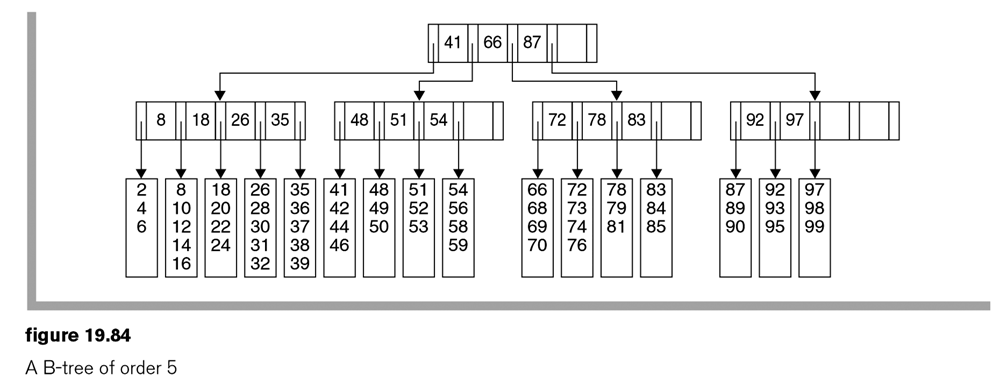 41 66 87
8 18 26 35 48 51 54 72 78 83 92 97
2 8 18 26 35 41 48 51 54 66 72 78 83 87 92 97
4 10 20 28 36 42 49 52 56 68 73 79 84 89 93 98
6 12 22 30 37 44 50 53 58 69 74 81 85 90 95 99
14 24 31 38 46 59 70 76
16 32 39
figure 19.84
A B-tree of order 5